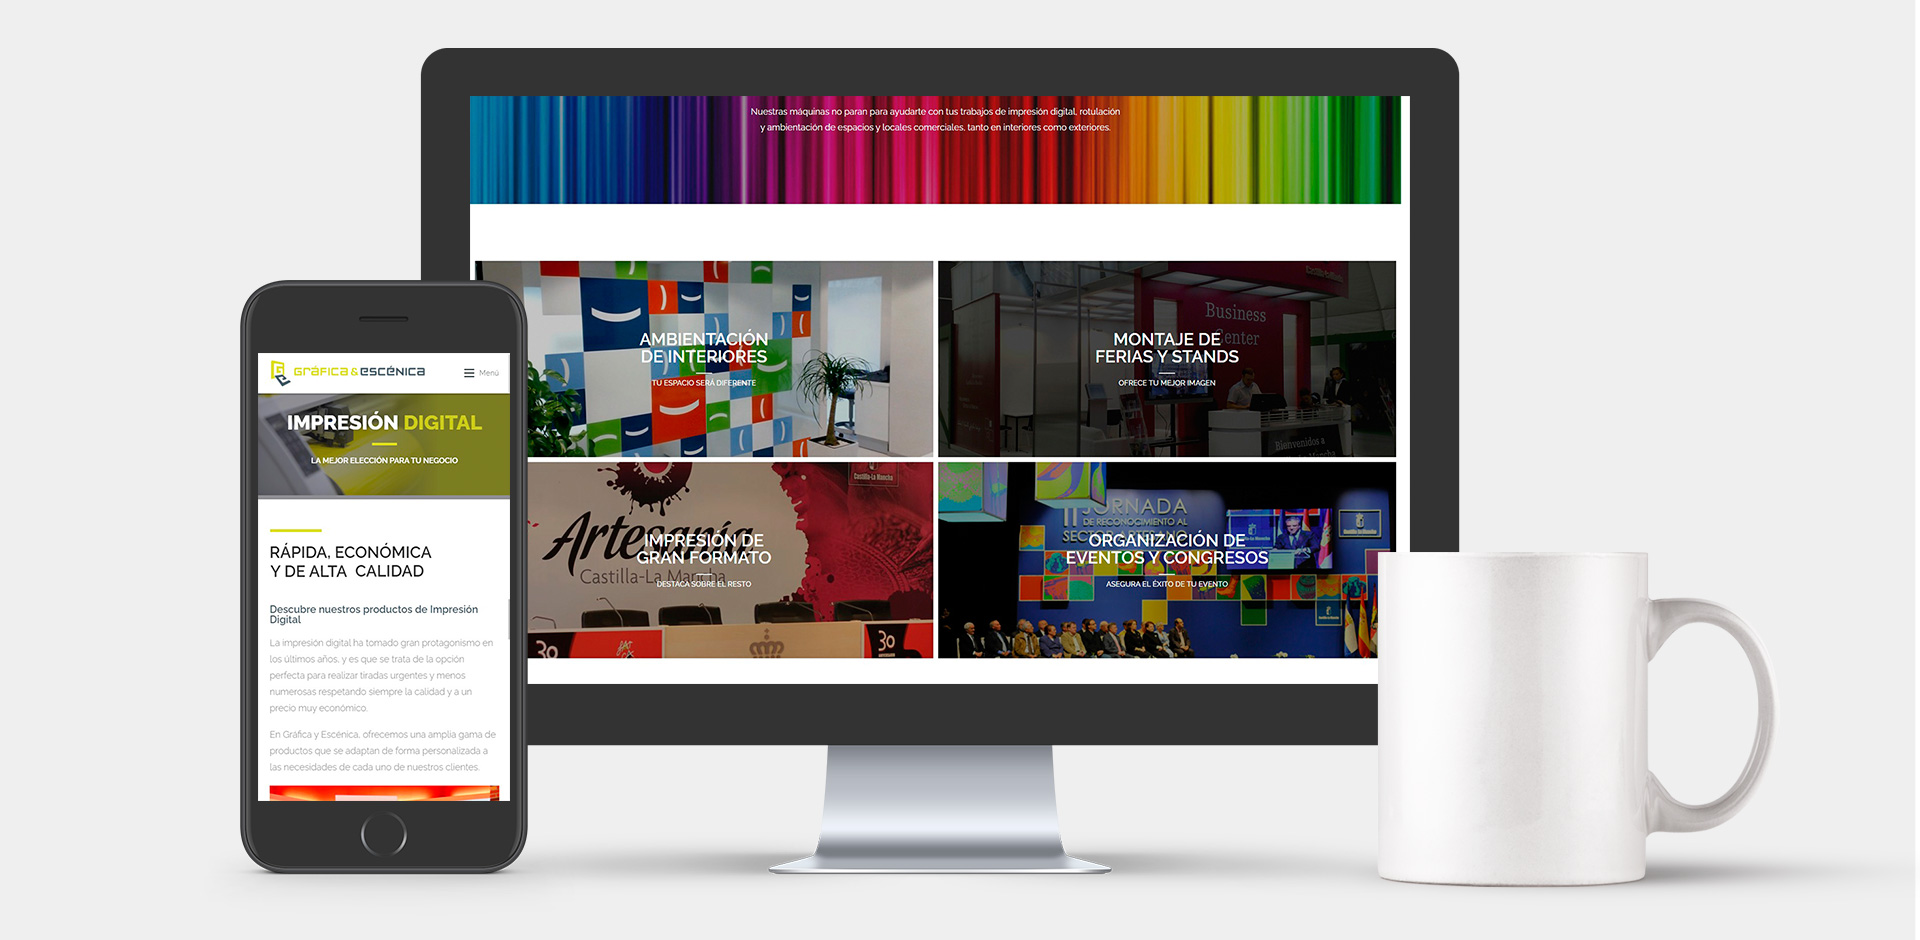 Nuestras máquinas no paran para ayudarte con tus trabajos de impresión digital, rotulación
y ambientación de espacios y locales comerciales, tanto en interiores como exteriores.
AMBIENTACIÓN
DE INTERIORES
TU ESPACIO SERÁ DIFERENTE
Business
Center
MONTAJE DE
FERIAS Y STANDS
OFRECE TU MEJOR IMAGEN
Bienvenidos a
Castilla-La Mancha
Artesanía
Castilla-La Mancha
IMPRESIÓN DE
GRAN FORMATO
DESTACA SOBRE EL RESTO
30
30
II JORNADA
DE RECONOCIMIENTO AL
SECTOR ARTESANO
ORGANIZACIÓN DE
EVENTOS Y CONGRESOS
ASEGURA EL ÉXITO DE TU EVENTO
GRÁFICA & ESCÉNICA
Menú
IMPRESIÓN DIGITAL
LA MEJOR ELECCIÓN PARA TU NEGOCIO
RÁPIDA, ECONÓMICA
Y DE ALTA CALIDAD
Descubre nuestros productos de Impresión
Digital
La impresión digital ha tomado gran protagonismo en
los últimos años, y es que se trata de la opción
perfecta para realizar tiradas urgentes y menos
numerosas respetando siempre la calidad y a un
precio muy económico.
En Gráfica y Escénica, ofrecemos una amplia gama de
productos que se adaptan de forma personalizada a
las necesidades de cada uno de nuestros clientes.